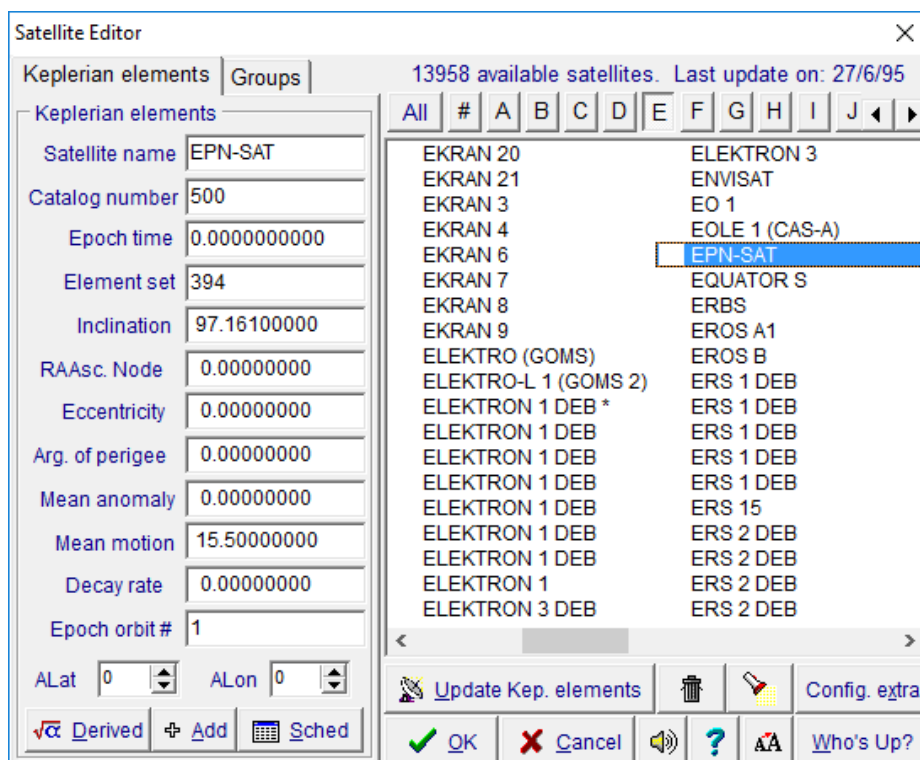 Satellite Editor
Keplerian elements
Groups
13958 available satellites. Last update on: 27/6/95
All # A B C D E F G H I J
Keplerian elements
Satellite name EPN-SAT
Catalog number 500
Epoch time 0.0000000000
Element set 394
Inclination 97.16100000
RAAsc. Node 0.00000000
Eccentricity 0.00000000
Arg. of perigee 0.00000000
Mean anomaly 0.00000000
Mean motion 15.50000000
Decay rate 0.00000000
Epoch orbit # 1
ALat 0 ALon 0
√α Derived
Add
Sched
EKRAN 20
EKRAN 21
EKRAN 3
EKRAN 4
EKRAN 6
EKRAN 7
EKRAN 8
EKRAN 9
ELEKTRO (GOMS)
ELEKTRO-L 1 (GOMS 2)
ELEKTRON 1 DEB *
ELEKTRON 1 DEB
ELEKTRON 1 DEB
ELEKTRON 1 DEB
ELEKTRON 1 DEB
ELEKTRON 1 DEB
ELEKTRON 1 DEB
ELEKTRON 1
ELEKTRON 3 DEB
ELEKTRON 3
ENVISAT
EO 1
EOLE 1 (CAS-A)
EPN-SAT
EQUATOR S
ERBS
EROS A1
EROS B
ERS 1 DEB
ERS 1 DEB
ERS 1 DEB
ERS 1 DEB
ERS 1 DEB
ERS 15
ERS 2 DEB
ERS 2 DEB
ERS 2 DEB
ERS 2 DEB
Update Kep. elements
Config. extra
OK
Cancel
?
AA
Who's Up?